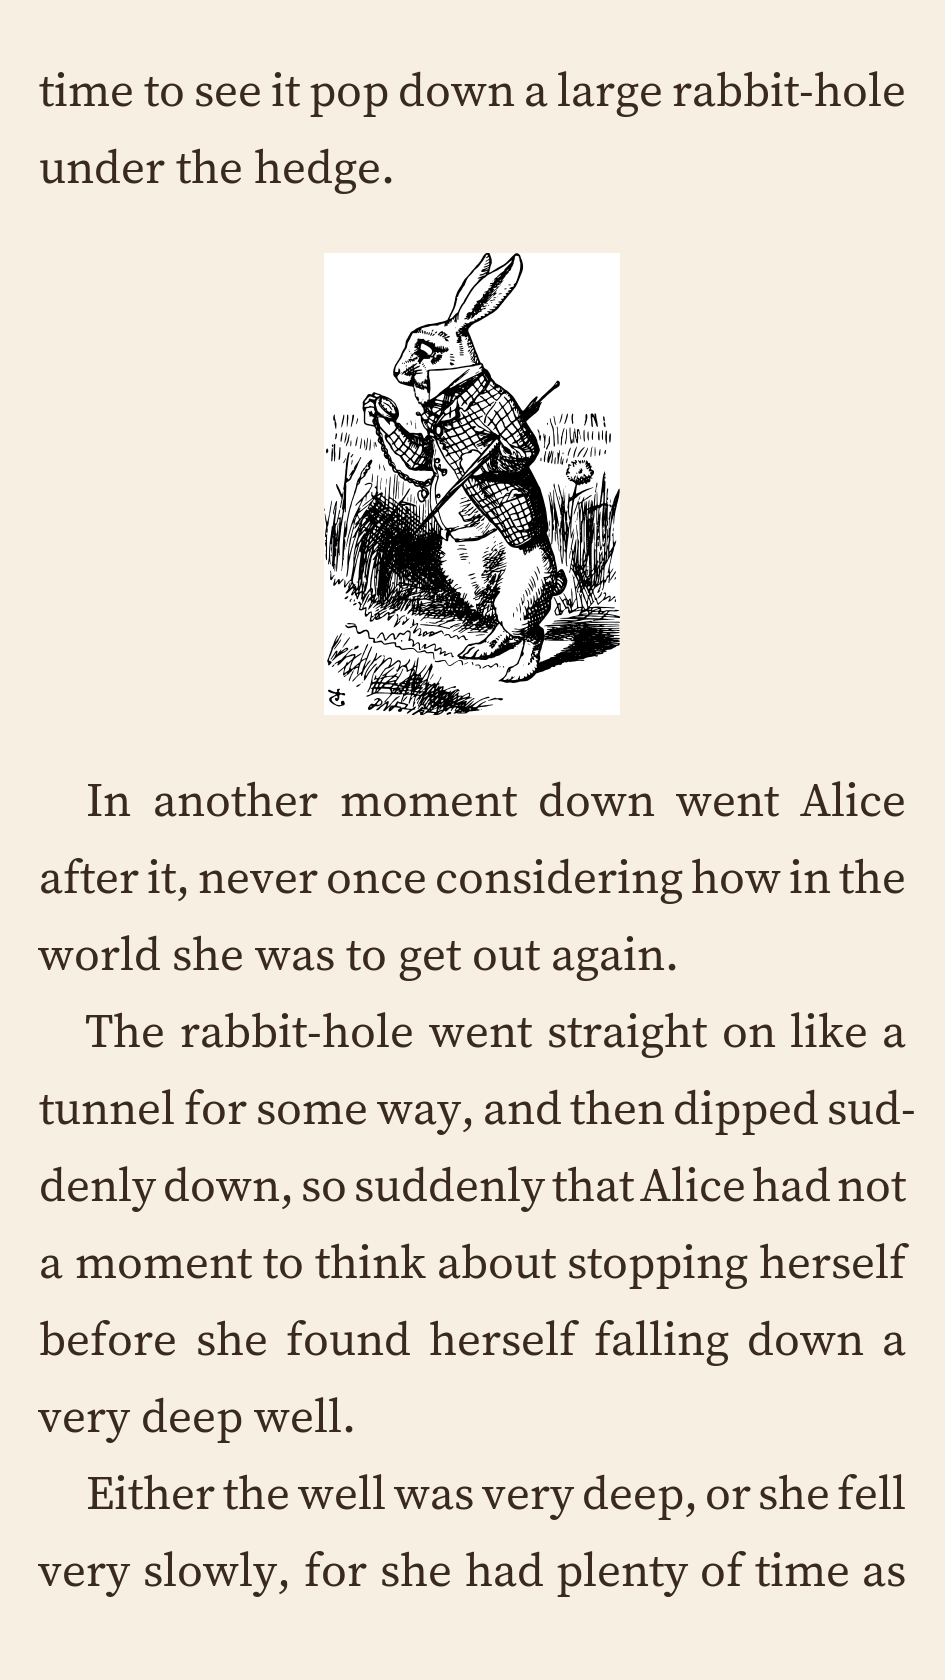 time to see it pop down a large rabbit-hole
under the hedge.
In another moment down went Alice
after it, never once considering how in the
world she was to get out again.
The rabbit-hole went straight on like a
tunnel for some way, and then dipped sud-
denly down, so suddenly that Alice had not
a moment to think about stopping herself
before she found herself falling down a
very deep well.
Either the well was very deep, or she fell
very slowly, for she had plenty of time as